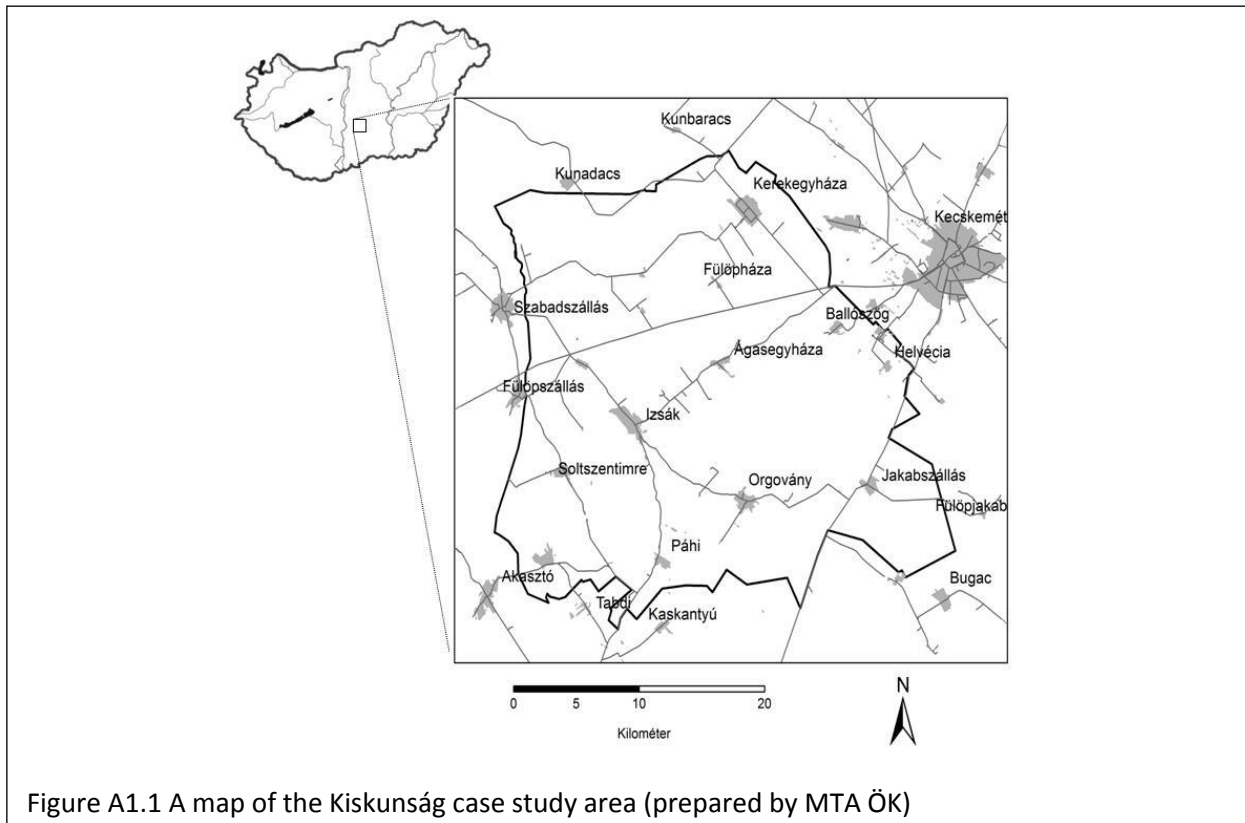 Kunbaracs
Kunadacs
Kerekegyháza
Kecskemét
Fülöpháza
Szabadszállás
Ballószög
Ágasegyháza
Helvécia
Fülöpszállás
Izsák
Soltszentimre
Orgovány
Jakabszállás
Fülöpjakab
Páhi
Akasztó
Bugac
Tabdi
Kaskantyú
N
0 5 10 20
Kilométer
Figure A1.1 A map of the Kiskunság case study area (prepared by MTA ÖK)